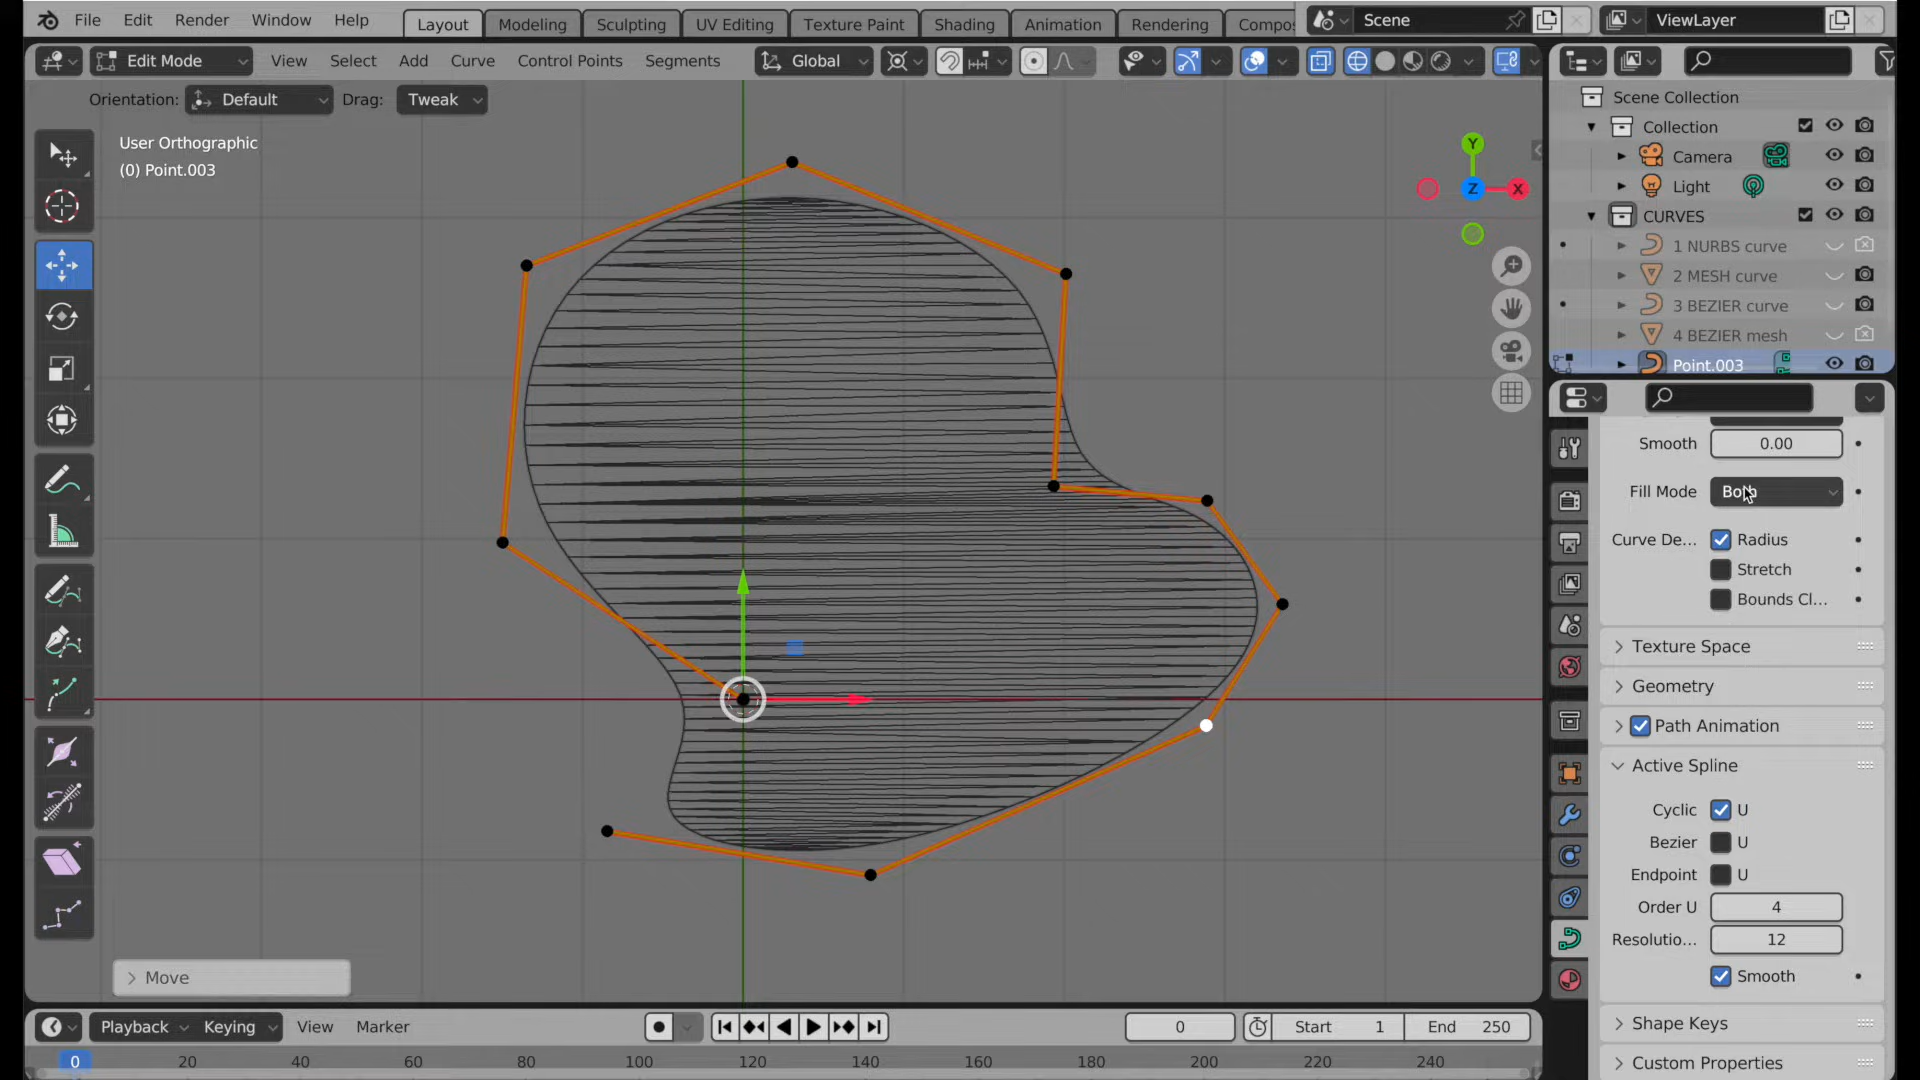 File Edit Render Window Help Layout Modeling Sculpting UV Editing Texture Paint Shading Animation Rendering Compos Scene ViewLayer
Edit Mode View Select Add Curve Control Points Segments Global
Orientation: Default Drag: Tweak
User Orthographic
(0) Point.003
Y
X
Z
Move
Scene Collection
Collection
Camera
Light
CURVES
1 NURBS curve
2 MESH curve
3 BEZIER curve
4 BEZIER mesh
Point.003
Smooth 0.00
Fill Mode Both
Curve De... Radius
Stretch
Bounds Cl...
Texture Space
Geometry
Path Animation
Active Spline
Cyclic U
Bezier U
Endpoint U
Order U 4
Resolutio... 12
Smooth
Shape Keys
Custom Properties
Playback Keying View Marker 0 Start 1 End 250
0 20 40 60 80 100 120 140 160 180 200 220 240